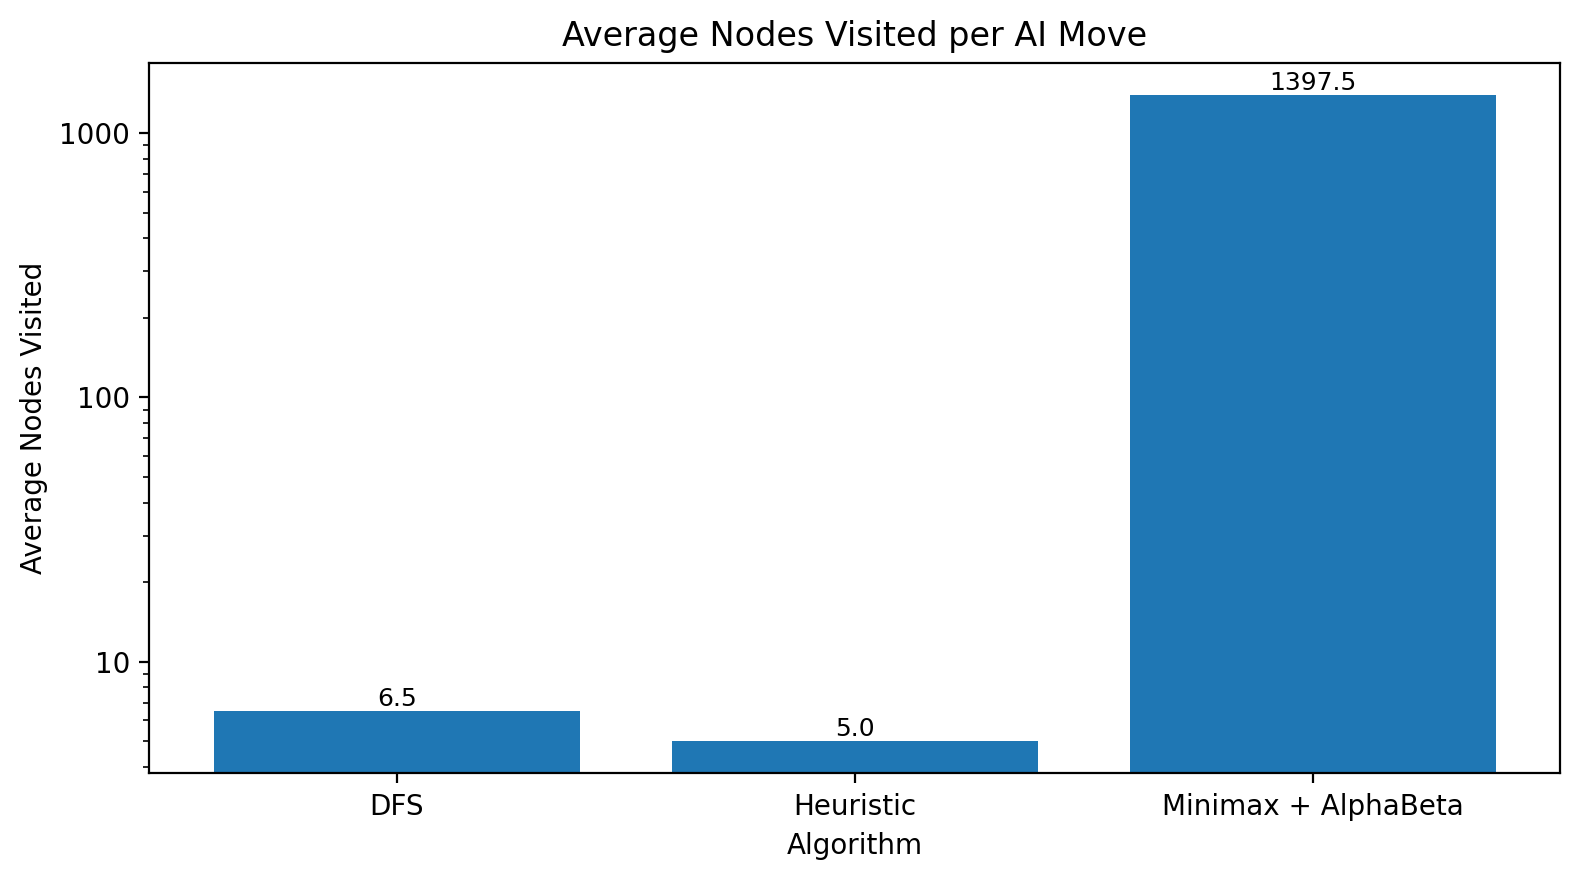 Average Nodes Visited per AI Move
Average Nodes Visited
1000
100
10
6.5
5.0
1397.5
DFS
Heuristic
Minimax + AlphaBeta
Algorithm